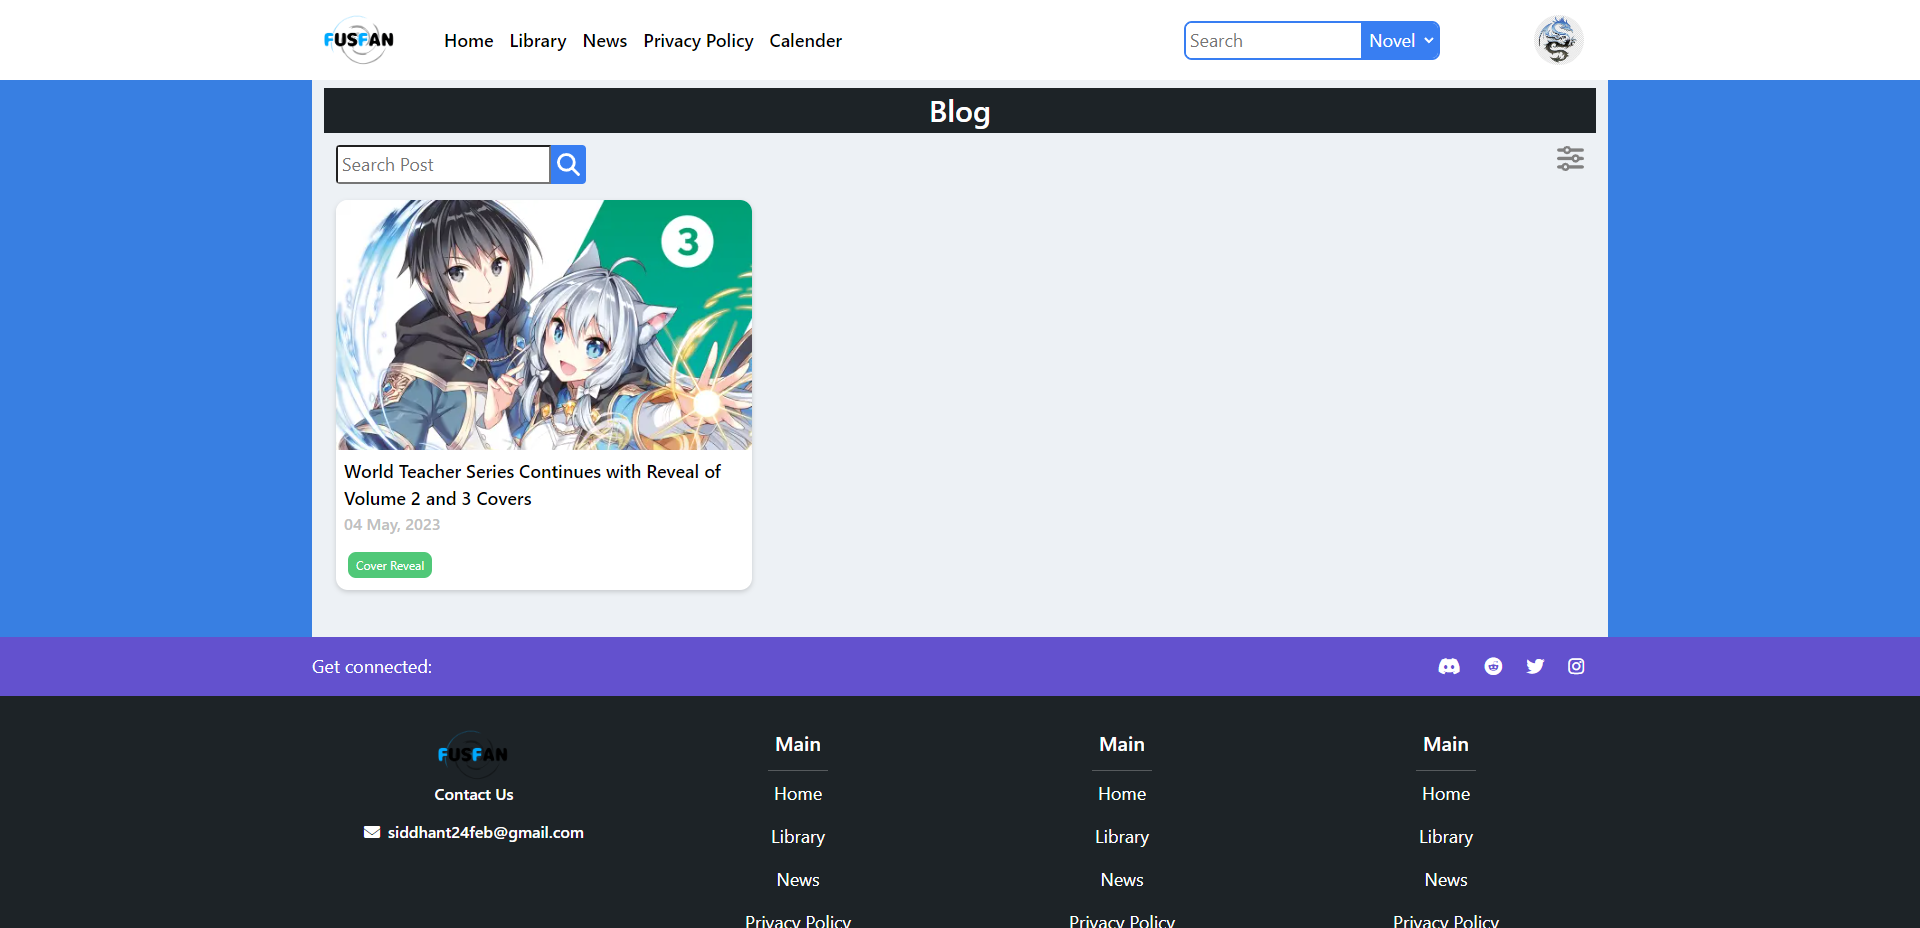 FUSFAN
Home Library News Privacy Policy Calender
Search Novel
Blog
Search Post
3
World Teacher Series Continues with Reveal of
Volume 2 and 3 Covers
04 May, 2023
Cover Reveal
Get connected:
FUSFAN
Contact Us
siddhant24feb@gmail.com
Main
Home
Library
News
Privacy Policy
Main
Home
Library
News
Privacy Policy
Main
Home
Library
News
Privacy Policy